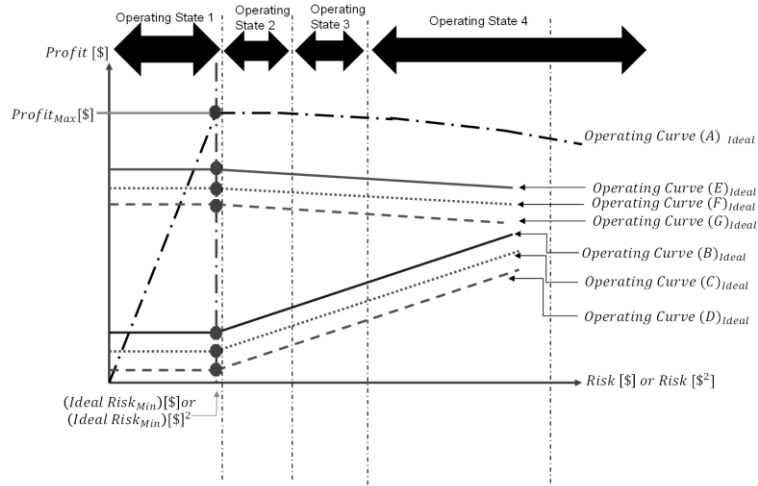 Operating State 1
Operating
State 2
Operating
State 3
Operating State 4
Profit [$]
Profit_Max[$]
Operating Curve (A) _Ideal
Operating Curve (E)_Ideal
Operating Curve (F)_Ideal
Operating Curve (G)_Ideal
Operating Curve (B)_Ideal
Operating Curve (C)_Ideal
Operating Curve (D)_Ideal
Risk [$] or Risk [$²]
(Ideal Risk_Min)[$]or
(Ideal Risk_Min)[$]²